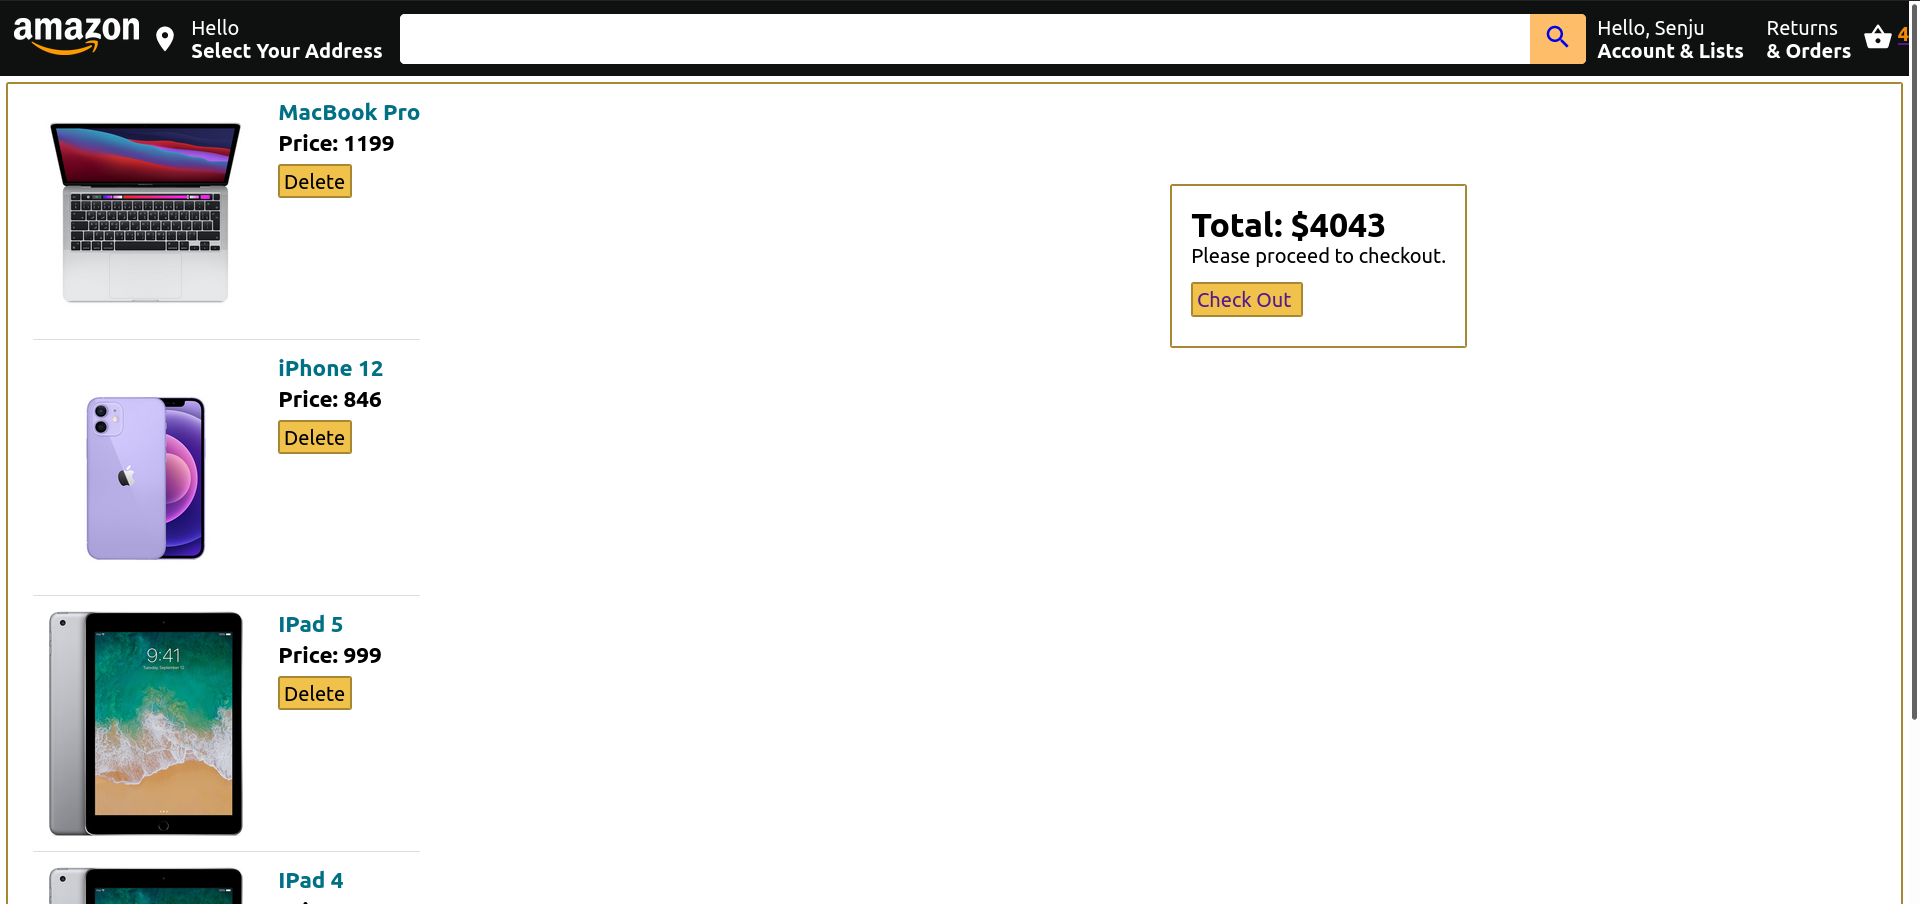 amazon
Hello
Select Your Address
Hello, Senju
Account & Lists
Returns
& Orders
4
MacBook Pro
Price: 1199
Delete
Total: $4043
Please proceed to checkout.
Check Out
iPhone 12
Price: 846
Delete
IPad 5
Price: 999
Delete
9:41
IPad 4